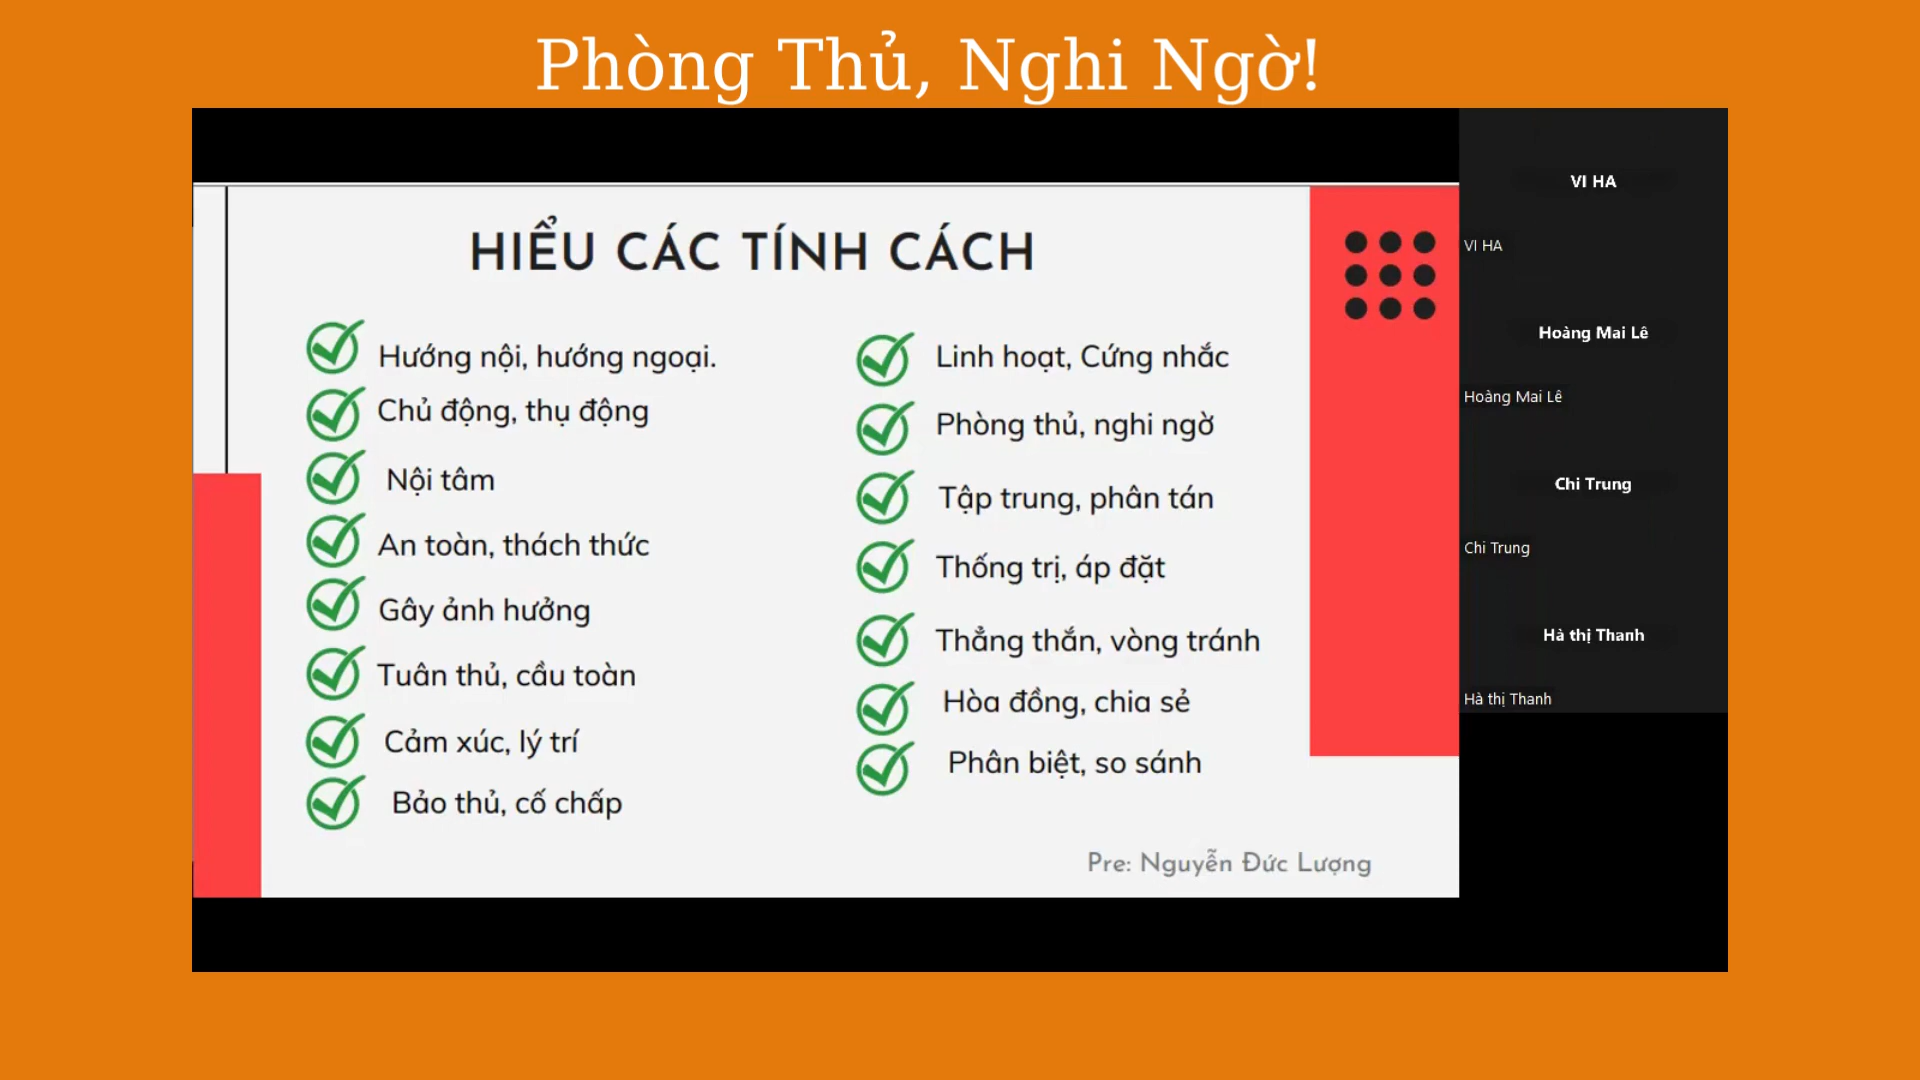 Phòng Thủ, Nghi Ngờ!
HIỂU CÁC TÍNH CÁCH
Hướng nội, hướng ngoại.
Chủ động, thụ động
Nội tâm
An toàn, thách thức
Gây ảnh hưởng
Tuân thủ, cầu toàn
Cảm xúc, lý trí
Bảo thủ, cố chấp
Linh hoạt, Cứng nhắc
Phòng thủ, nghi ngờ
Tập trung, phân tán
Thống trị, áp đặt
Thẳng thắn, vòng tránh
Hòa đồng, chia sẻ
Phân biệt, so sánh
Pre: Nguyễn Đức Lượng
VI HA
VI HA
Hoàng Mai Lê
Hoàng Mai Lê
Chi Trung
Chi Trung
Hà thị Thanh
Hà thị Thanh